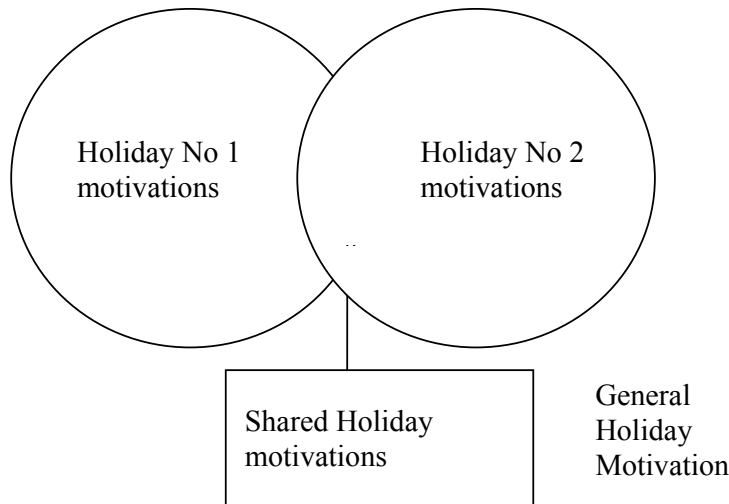 Holiday No 1
motivations
Holiday No 2
motivations
Shared Holiday
motivations
General
Holiday
Motivation